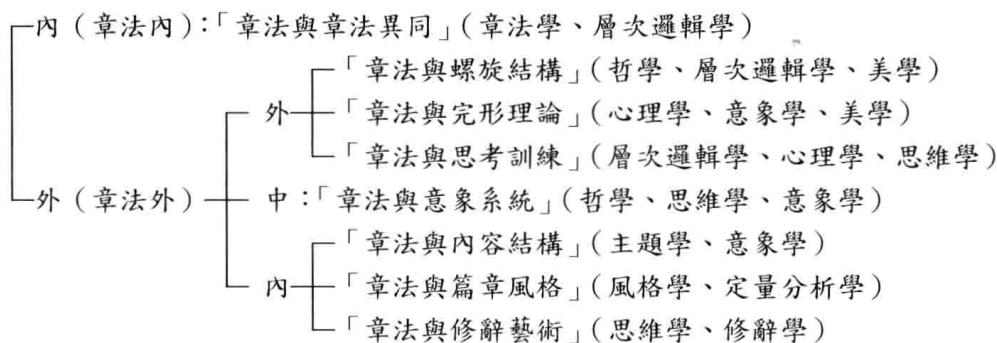 內（章法內）：「章法與章法異同」（章法學、層次邏輯學）
「章法與螺旋結構」（哲學、層次邏輯學、美學）
外「章法與完形理論」（心理學、意象學、美學）
「章法與思考訓練」（層次邏輯學、心理學、思維學）
外（章法外）中：「章法與意象系統」（哲學、思維學、意象學）
「章法與內容結構」（主題學、意象學）
內「章法與篇章風格」（風格學、定量分析學）
「章法與修辭藝術」（思維學、修辭學）